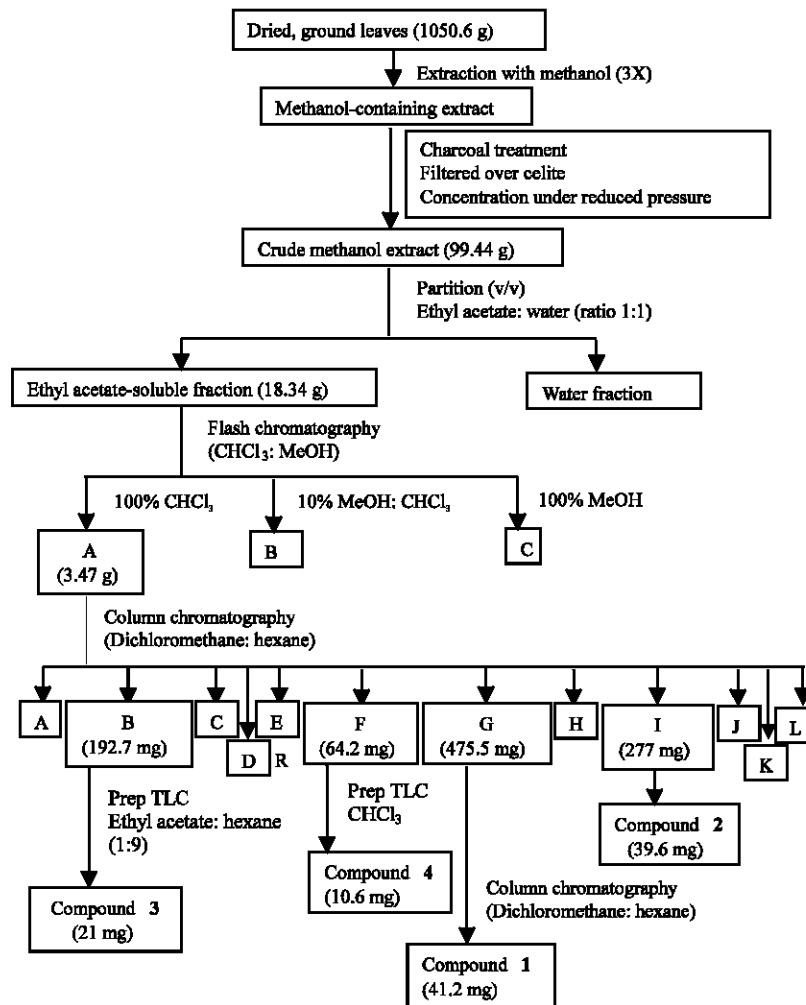 Dried, ground leaves (1050.6 g)
Extraction with methanol (3X)
Methanol-containing extract
Charcoal treatment
Filtered over celite
Concentration under reduced pressure
Crude methanol extract (99.44 g)
Partition (v/v)
Ethyl acetate: water (ratio 1:1)
Ethyl acetate-soluble fraction (18.34 g)
Water fraction
Flash chromatography
(CHCl₃: MeOH)
100% CHCl₃
10% MeOH: CHCl₃
100% MeOH
A
(3.47 g)
B
C
Column chromatography
(Dichloromethane: hexane)
A
B
(192.7 mg)
C
D
E
R
F
(64.2 mg)
G
(475.5 mg)
H
I
(277 mg)
J
K
L
Prep TLC
Ethyl acetate: hexane
(1:9)
Prep TLC
CHCl₃
Compound 2
(39.6 mg)
Compound 4
(10.6 mg)
Column chromatography
(Dichloromethane: hexane)
Compound 3
(21 mg)
Compound 1
(41.2 mg)